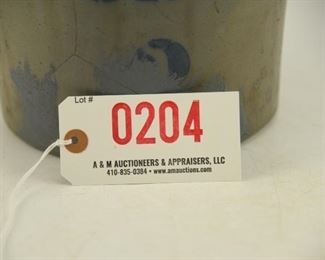 Lot #
0204
A & M AUCTIONEERS & APPRAISERS, LLC
410-835-0384 • www.amauctions.com